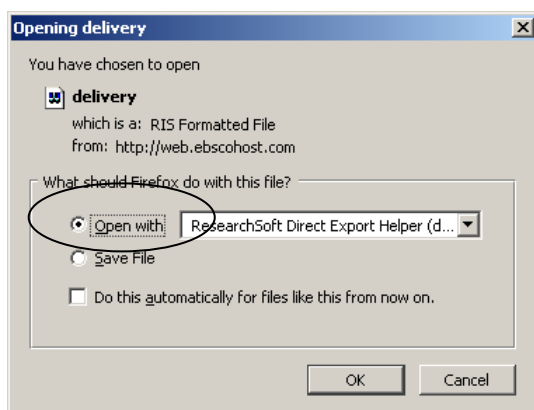 Opening delivery
You have chosen to open
delivery
which is a: RIS Formatted File
from: http://web.ebscohost.com
What should Firefox do with this file?
Open with ResearchSoft Direct Export Helper (d...
Save File
Do this automatically for files like this from now on.
OK Cancel